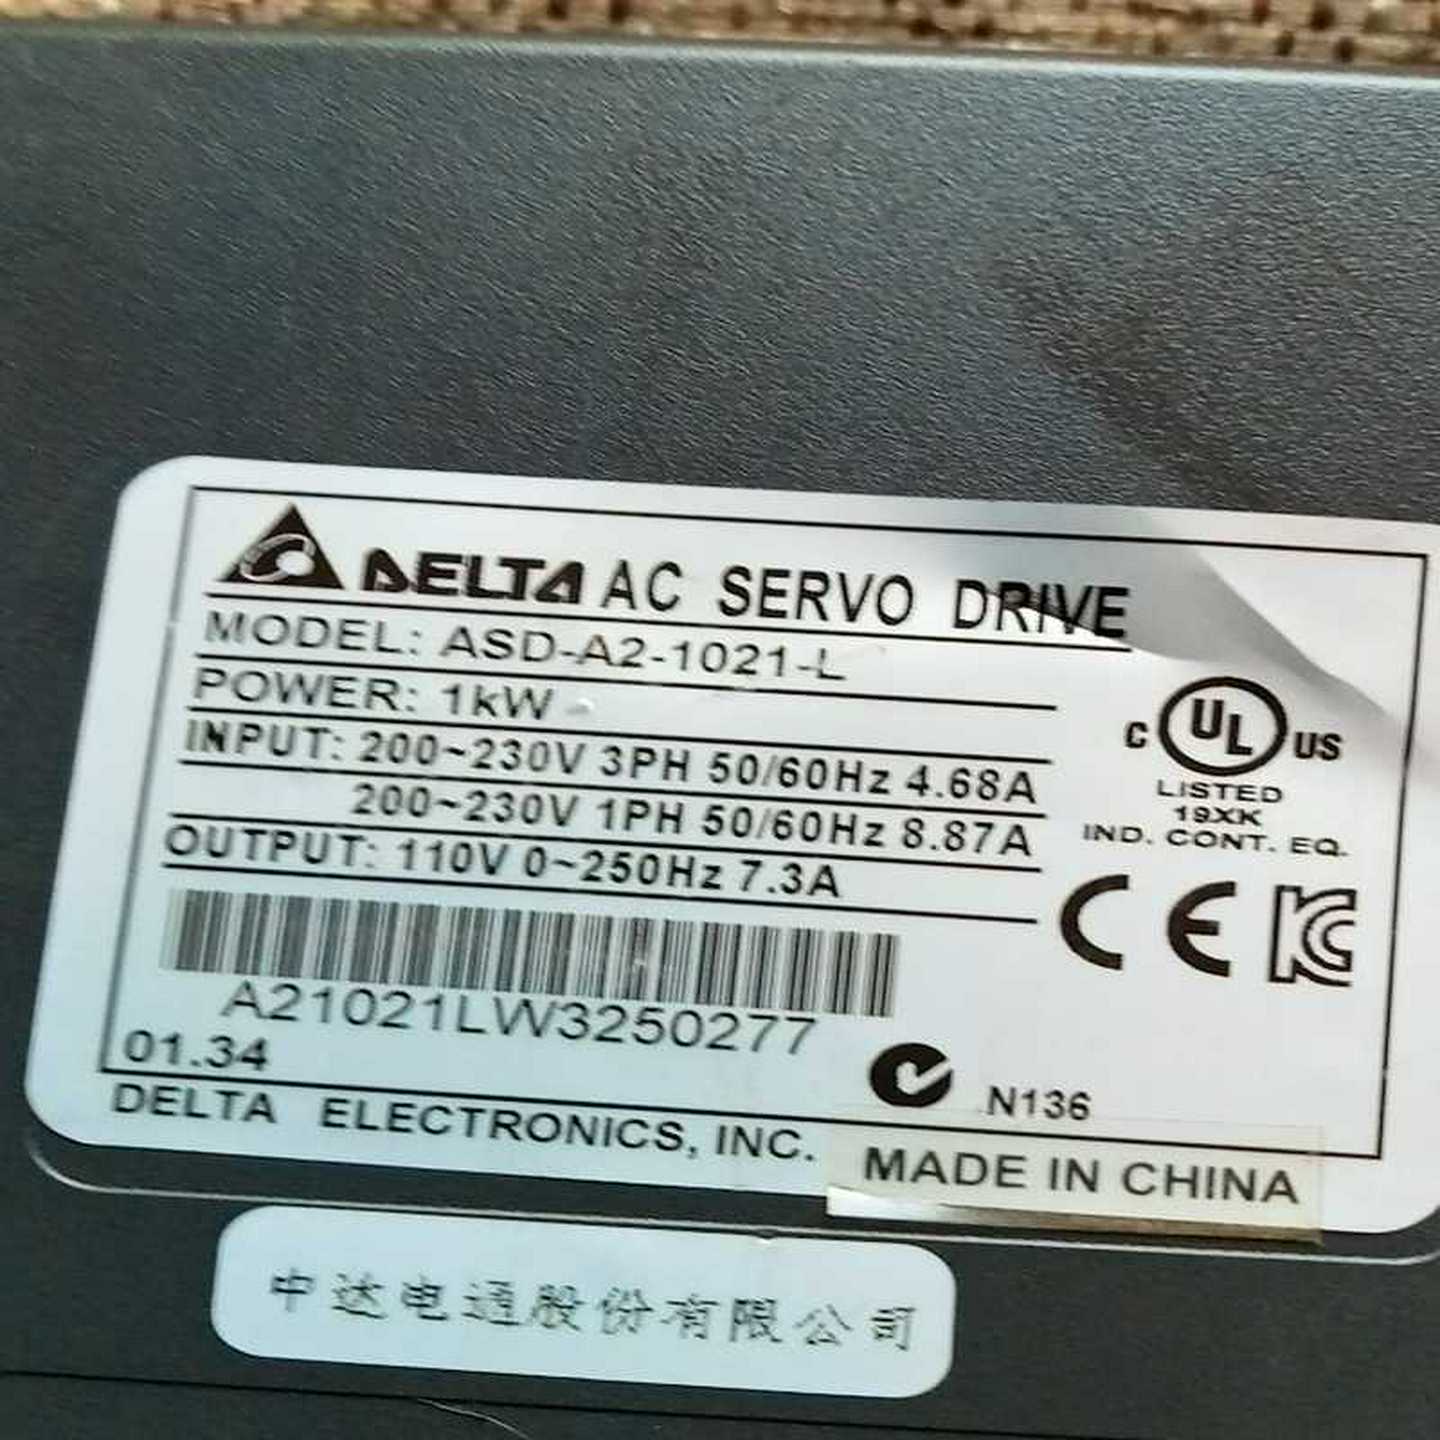 DELTA AC SERVO DRIVE
MODEL: ASD-A2-1021-L
POWER: 1kW
INPUT: 200~230V 3PH 50/60Hz 4.68A
200~230V 1PH 50/60Hz 8.87A
OUTPUT: 110V 0~250Hz 7.3A
C UL US
LISTED
19XK
IND. CONT. EQ.
CE KC
A21021LW3250277
01.34
N136
DELTA ELECTRONICS, INC.
MADE IN CHINA
中达电通股份有限公司